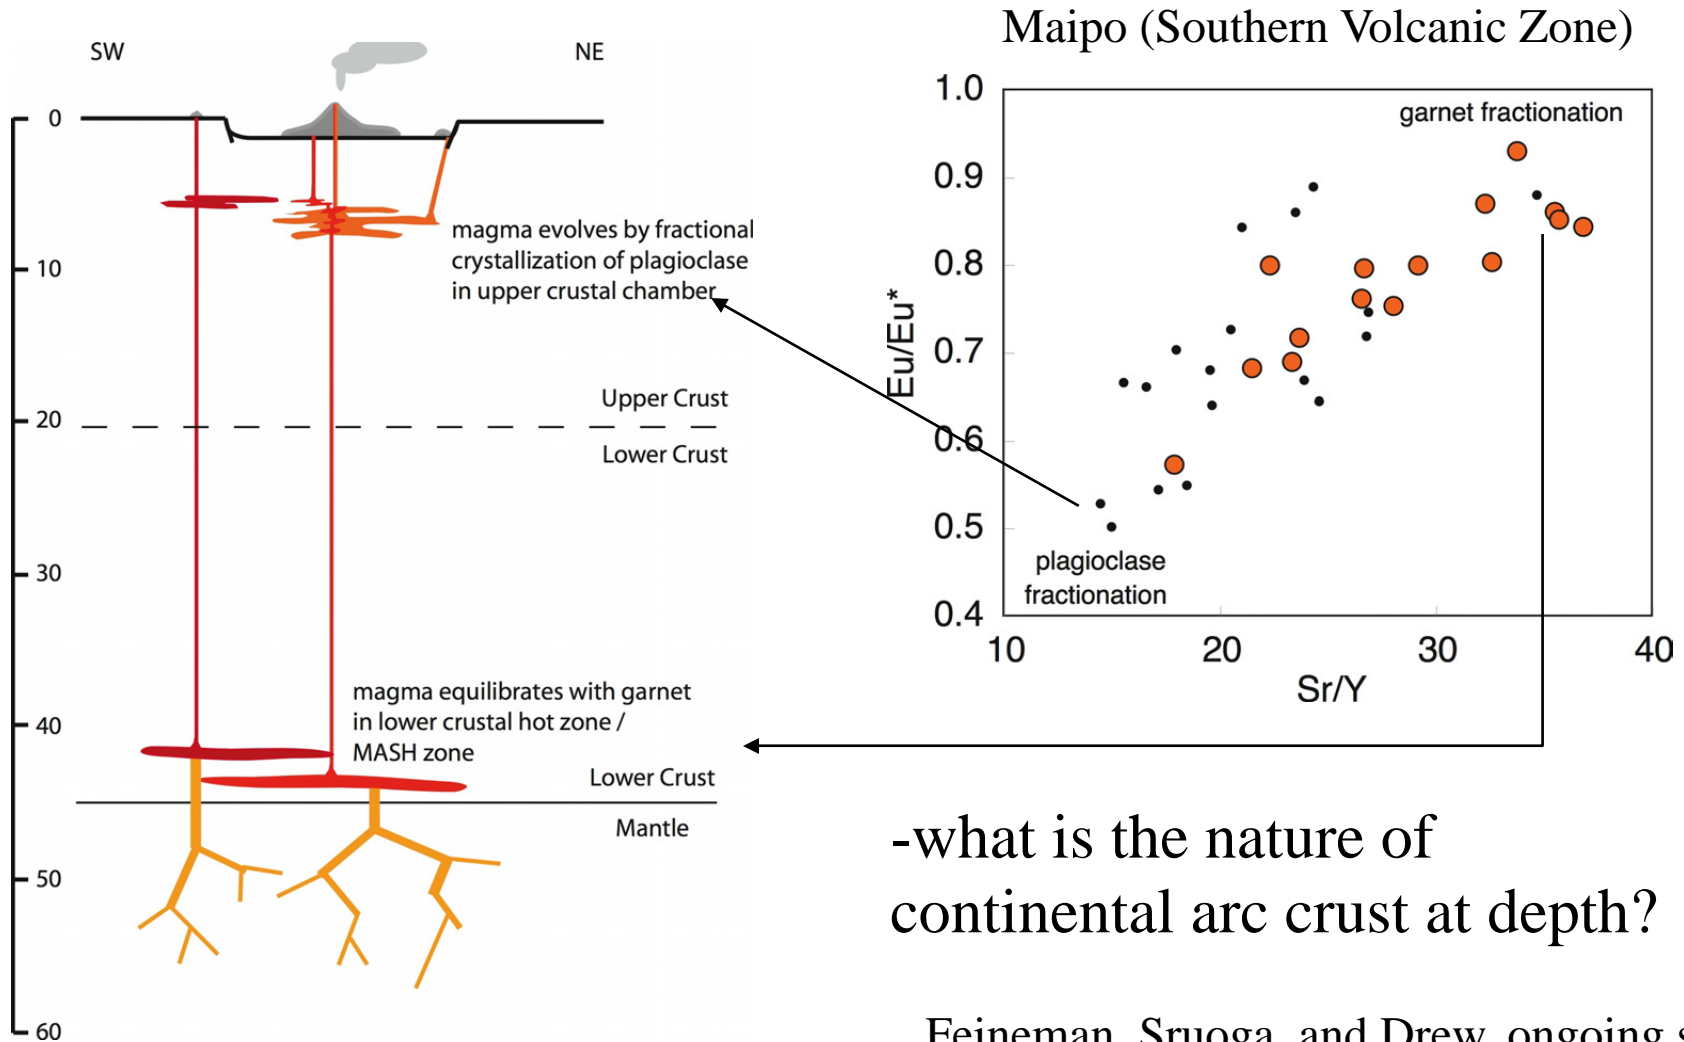 Maipo (Southern Volcanic Zone)
SW
NE
0
10
20
30
40
50
60
magma evolves by fractional
crystallization of plagioclase
in upper crustal chamber
Upper Crust
Lower Crust
magma equilibrates with garnet
in lower crustal hot zone /
MASH zone
Lower Crust
Mantle
1.0
0.9
0.8
0.7
0.6
0.5
0.4
Eu/Eu*
garnet fractionation
plagioclase
fractionation
10
20
30
40
Sr/Y
-what is the nature of
continental arc crust at depth?
Feineman, Sruoga, and Drew, ongoing